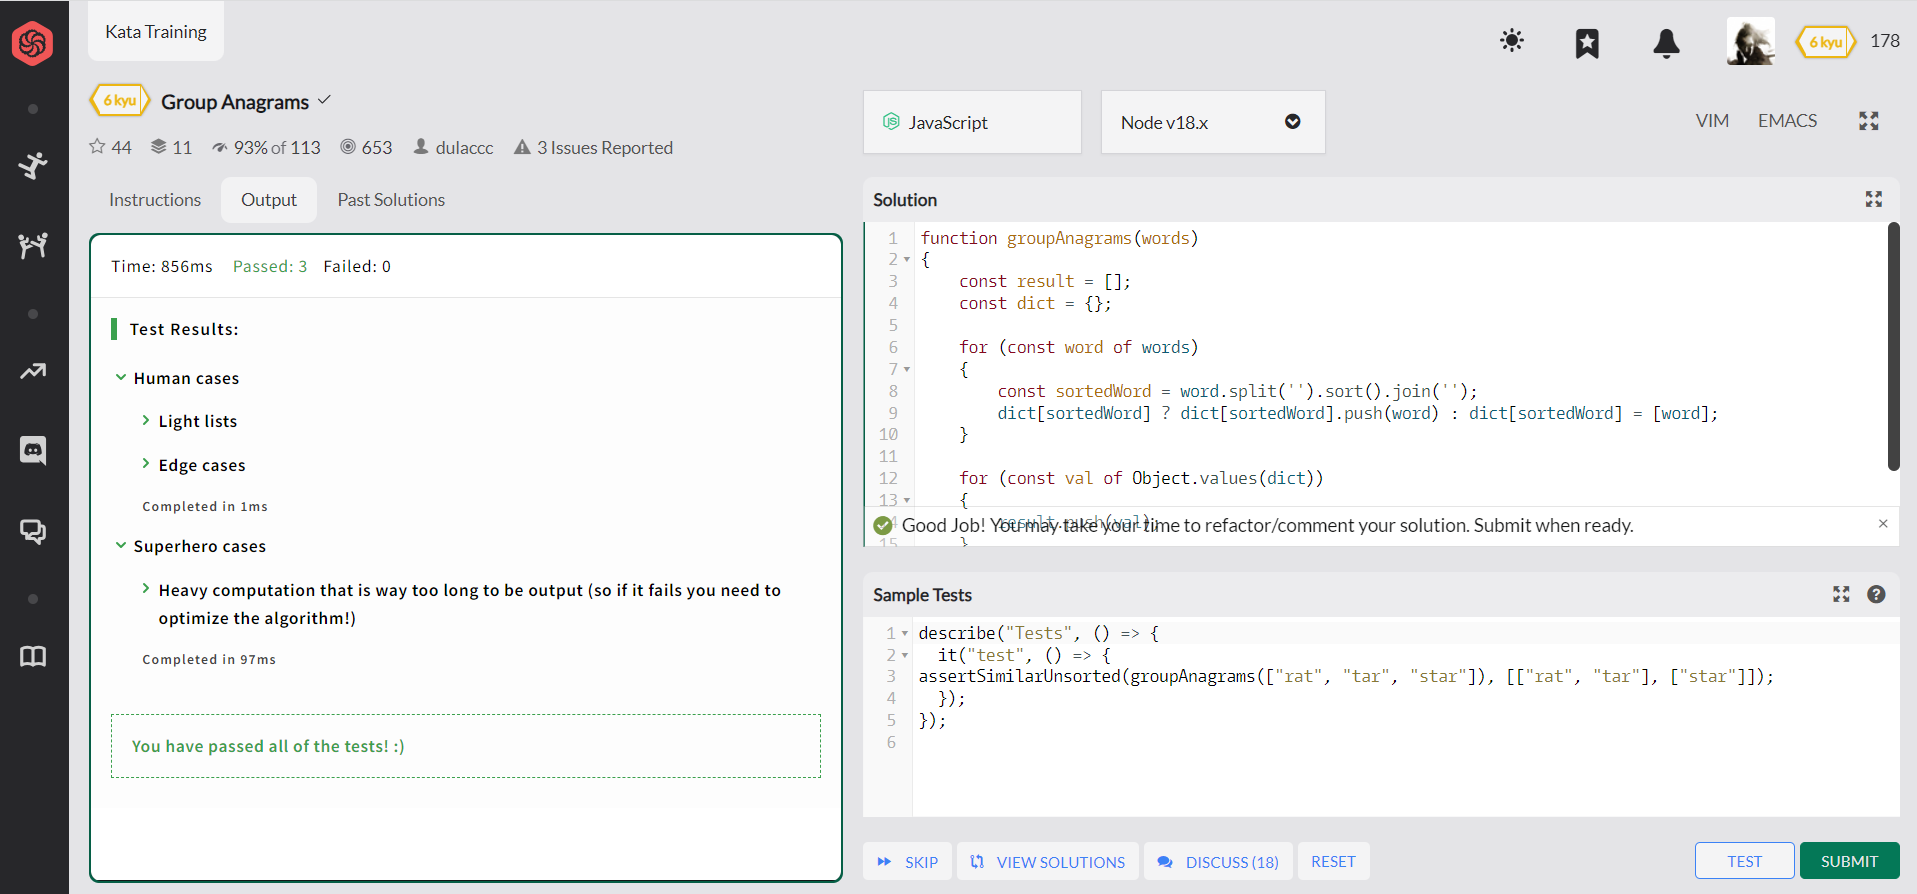 Kata Training
6 kyu
178
6 kyu
Group Anagrams
44
11
93% of 113
653
dulaccc
3 Issues Reported
JavaScript
Node v18.x
VIM
EMACS
Instructions
Output
Past Solutions
Time: 856ms
Passed: 3
Failed: 0
Test Results:
Human cases
Light lists
Edge cases
Completed in 1ms
Superhero cases
Heavy computation that is way too long to be output (so if it fails you need to
optimize the algorithm!)
Completed in 97ms
You have passed all of the tests! :)
Solution
1 function groupAnagrams(words)
2 {
3     const result = [];
4     const dict = {};
5
6     for (const word of words)
7     {
8         const sortedWord = word.split('').sort().join('');
9         dict[sortedWord] ? dict[sortedWord].push(word) : dict[sortedWord] = [word];
10     }
11
12     for (const val of Object.values(dict))
13     {
14         result.push(val);
15     }
Good Job! You may take your time to refactor/comment your solution. Submit when ready.
Sample Tests
1 describe("Tests", () => {
2   it("test", () => {
3 assertSimilarUnsorted(groupAnagrams(["rat", "tar", "star"]), [["rat", "tar"], ["star"]]);
4   });
5 });
6
SKIP
VIEW SOLUTIONS
DISCUSS (18)
RESET
TEST
SUBMIT